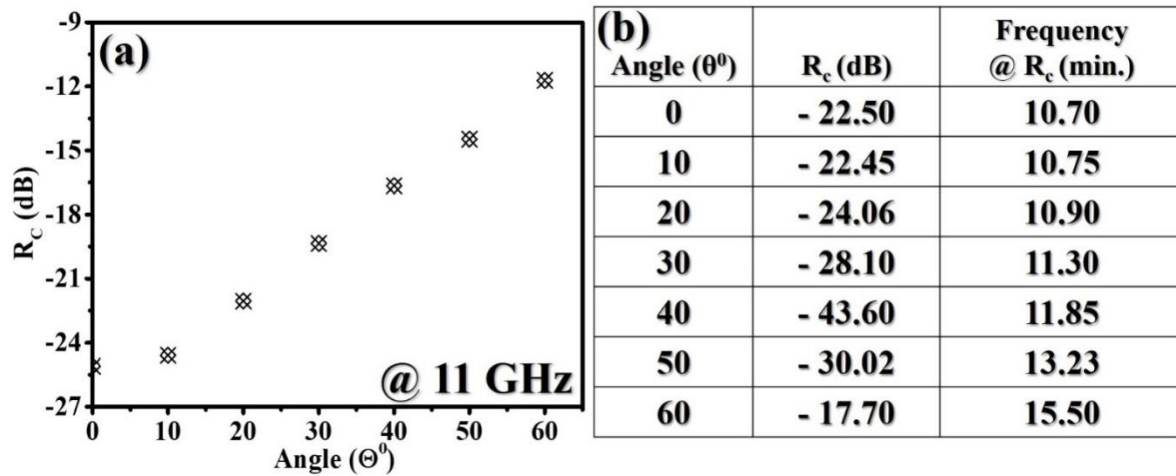 (a)
-9
-12
-15
-18
-21
-24
-27
R_C (dB)
0 10 20 30 40 50 60
Angle (Θ⁰)
@ 11 GHz
(b)
Angle (θ⁰) R_c (dB) Frequency @ R_c (min.)
0 - 22.50 10.70
10 - 22.45 10.75
20 - 24.06 10.90
30 - 28.10 11.30
40 - 43.60 11.85
50 - 30.02 13.23
60 - 17.70 15.50